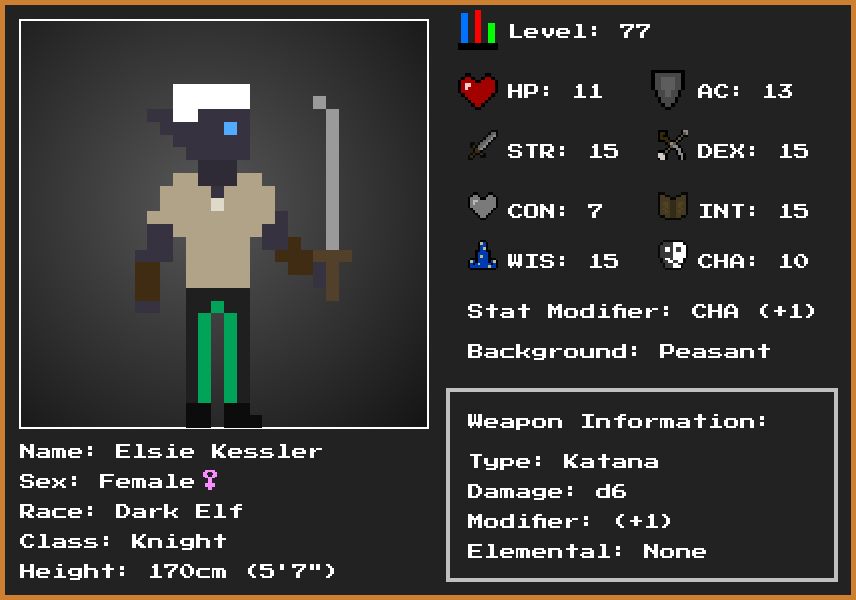 Level: 77
HP: 11 AC: 13
STR: 15 DEX: 15
CON: 7 INT: 15
WIS: 15 CHA: 10
Stat Modifier: CHA (+1)
Background: Peasant
Weapon Information:
Type: Katana
Damage: d6
Modifier: (+1)
Elemental: None
Name: Elsie Kessler
Sex: Female♀
Race: Dark Elf
Class: Knight
Height: 170cm (5'7")